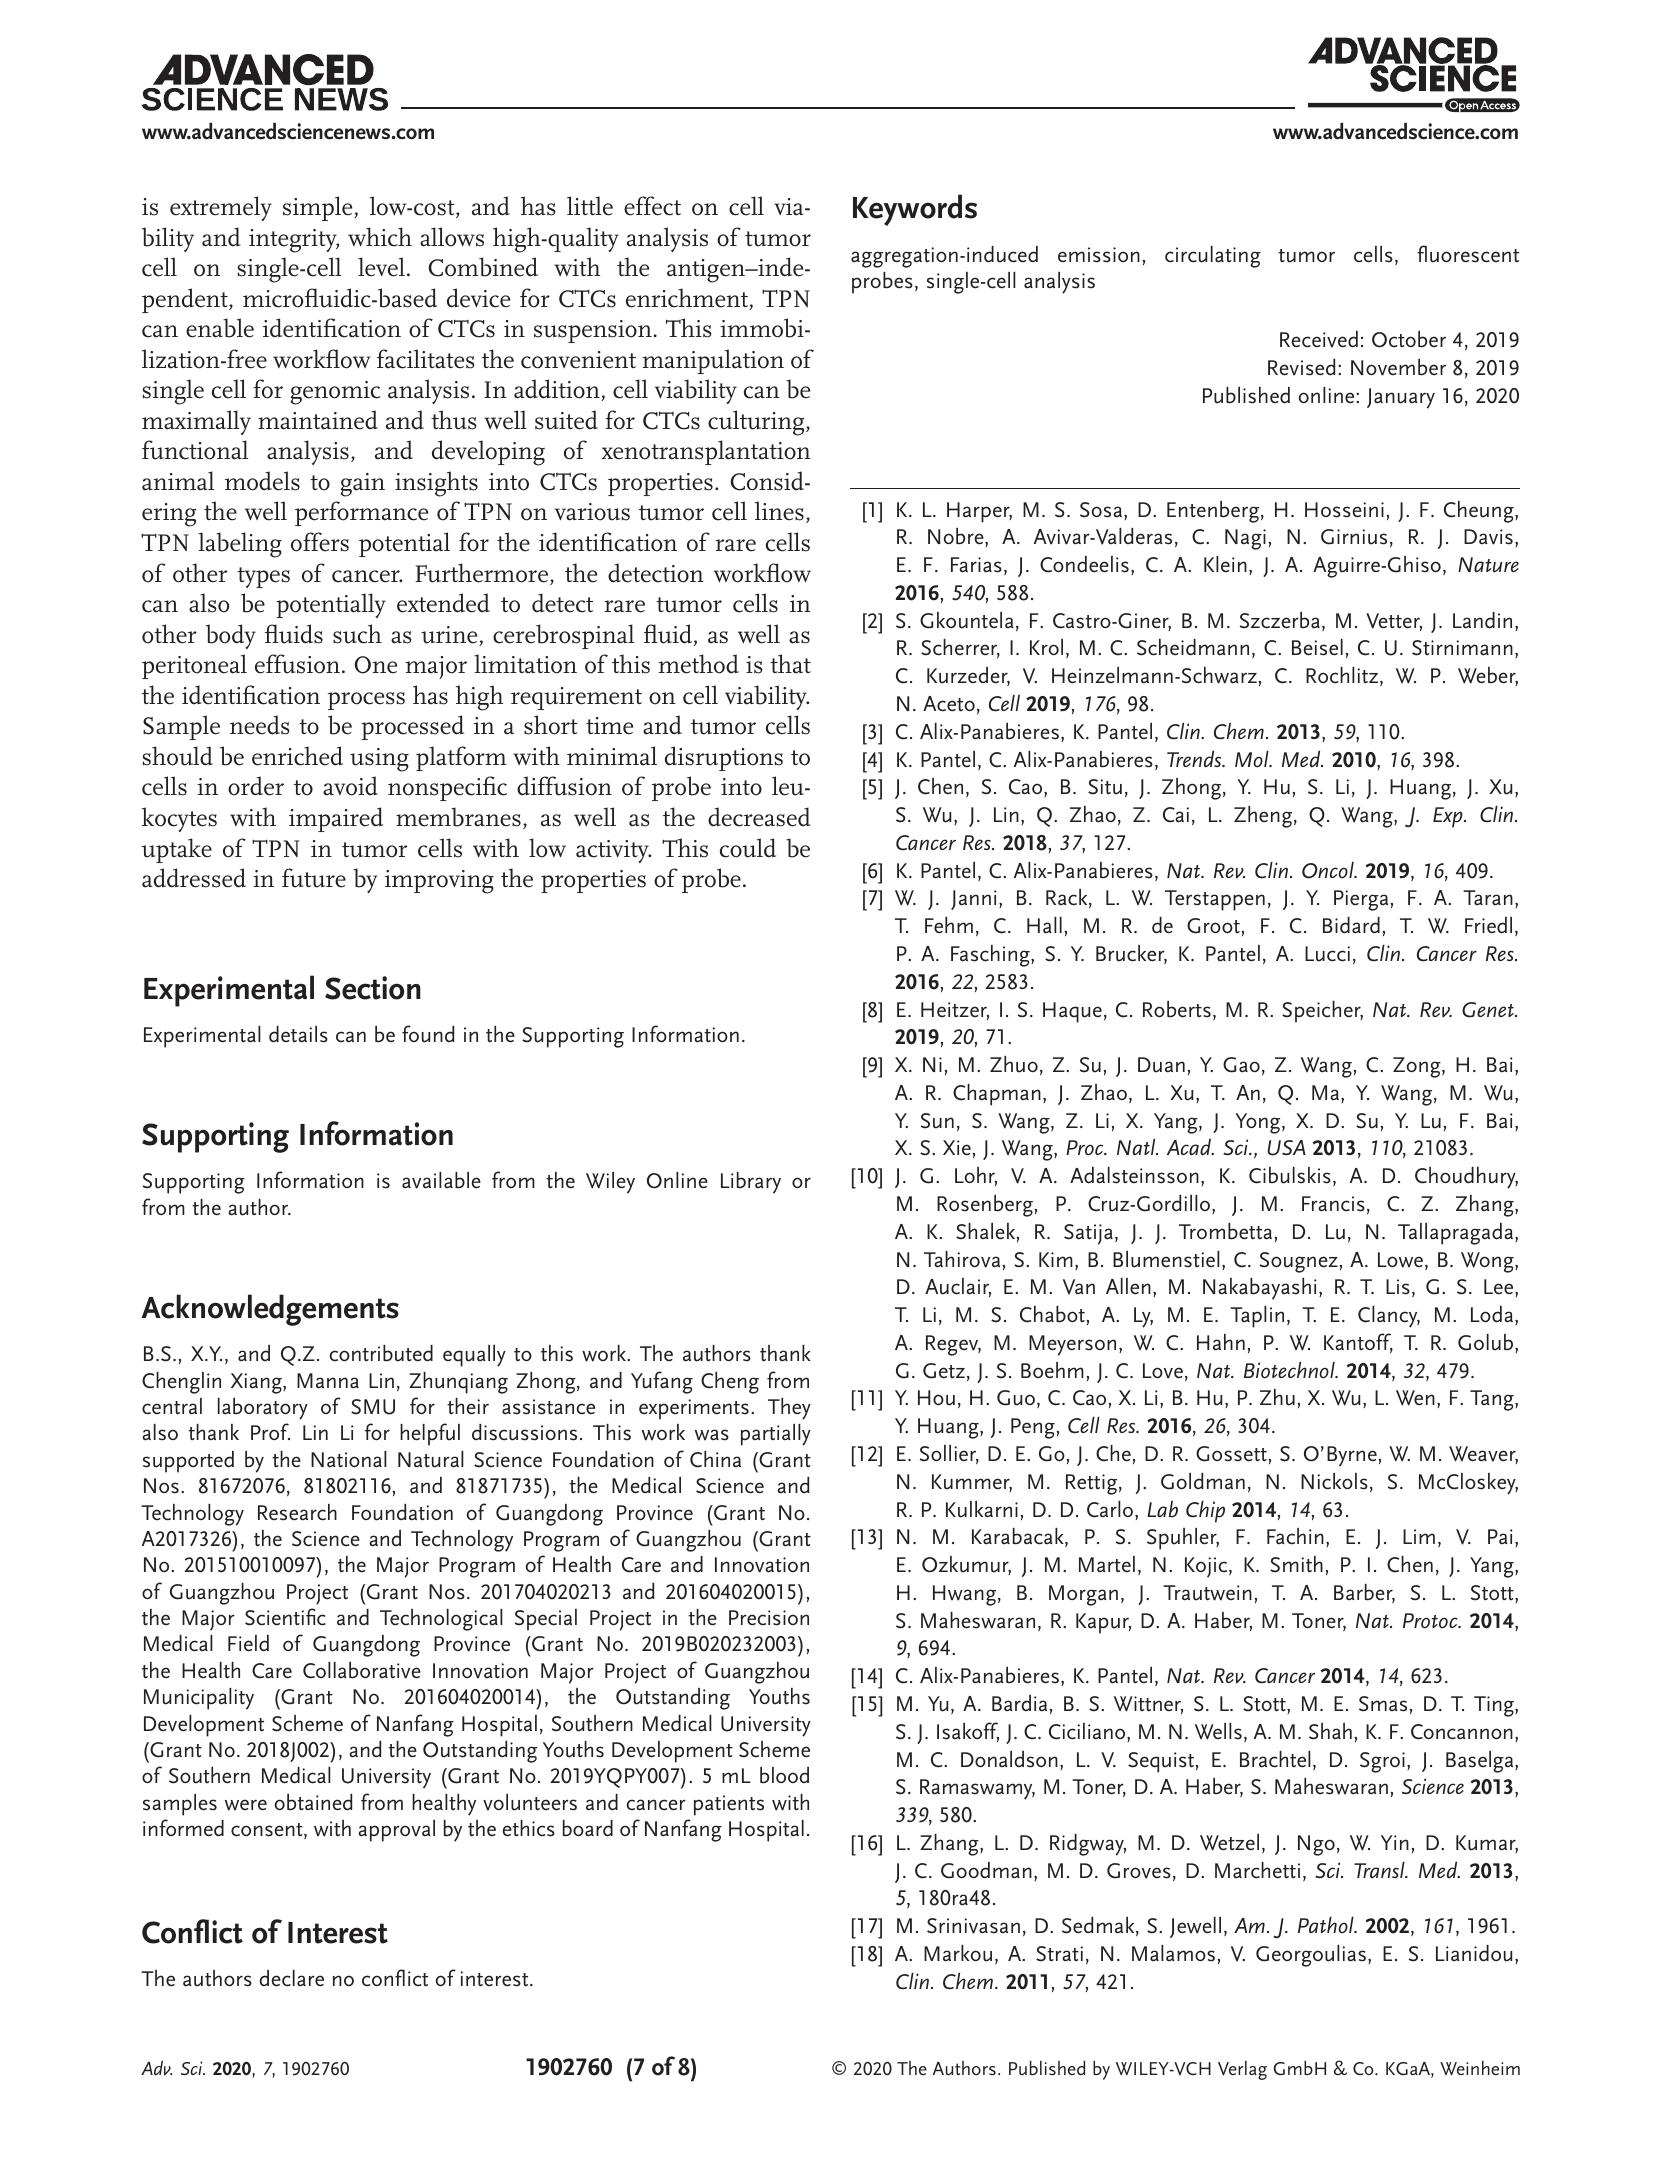 ADVANCED
SCIENCE NEWS
www.advancedsciencenews.com
ADVANCED
SCIENCE
Open Access
www.advancedscience.com
is extremely simple, low-cost, and has little effect on cell via-
bility and integrity, which allows high-quality analysis of tumor
cell on single-cell level. Combined with the antigen–inde-
pendent, microfluidic-based device for CTCs enrichment, TPN
can enable identification of CTCs in suspension. This immobi-
lization-free workflow facilitates the convenient manipulation of
single cell for genomic analysis. In addition, cell viability can be
maximally maintained and thus well suited for CTCs culturing,
functional analysis, and developing of xenotransplantation
animal models to gain insights into CTCs properties. Consid-
ering the well performance of TPN on various tumor cell lines,
TPN labeling offers potential for the identification of rare cells
of other types of cancer. Furthermore, the detection workflow
can also be potentially extended to detect rare tumor cells in
other body fluids such as urine, cerebrospinal fluid, as well as
peritoneal effusion. One major limitation of this method is that
the identification process has high requirement on cell viability.
Sample needs to be processed in a short time and tumor cells
should be enriched using platform with minimal disruptions to
cells in order to avoid nonspecific diffusion of probe into leu-
kocytes with impaired membranes, as well as the decreased
uptake of TPN in tumor cells with low activity. This could be
addressed in future by improving the properties of probe.
Experimental Section
Experimental details can be found in the Supporting Information.
Supporting Information
Supporting Information is available from the Wiley Online Library or
from the author.
Acknowledgements
B.S., X.Y., and Q.Z. contributed equally to this work. The authors thank
Chenglin Xiang, Manna Lin, Zhunqiang Zhong, and Yufang Cheng from
central laboratory of SMU for their assistance in experiments. They
also thank Prof. Lin Li for helpful discussions. This work was partially
supported by the National Natural Science Foundation of China (Grant
Nos. 81672076, 81802116, and 81871735), the Medical Science and
Technology Research Foundation of Guangdong Province (Grant No.
A2017326), the Science and Technology Program of Guangzhou (Grant
No. 201510010097), the Major Program of Health Care and Innovation
of Guangzhou Project (Grant Nos. 201704020213 and 201604020015),
the Major Scientific and Technological Special Project in the Precision
Medical Field of Guangdong Province (Grant No. 2019B020232003),
the Health Care Collaborative Innovation Major Project of Guangzhou
Municipality (Grant No. 201604020014), the Outstanding Youths
Development Scheme of Nanfang Hospital, Southern Medical University
(Grant No. 2018J002), and the Outstanding Youths Development Scheme
of Southern Medical University (Grant No. 2019YQPY007). 5 mL blood
samples were obtained from healthy volunteers and cancer patients with
informed consent, with approval by the ethics board of Nanfang Hospital.
Conflict of Interest
The authors declare no conflict of interest.
Keywords
aggregation-induced emission, circulating tumor cells, fluorescent
probes, single-cell analysis
Received: October 4, 2019
Revised: November 8, 2019
Published online: January 16, 2020
[1] K. L. Harper, M. S. Sosa, D. Entenberg, H. Hosseini, J. F. Cheung,
R. Nobre, A. Avivar-Valderas, C. Nagi, N. Girnius, R. J. Davis,
E. F. Farias, J. Condeelis, C. A. Klein, J. A. Aguirre-Ghiso, Nature
2016, 540, 588.
[2] S. Gkountela, F. Castro-Giner, B. M. Szczerba, M. Vetter, J. Landin,
R. Scherrer, I. Krol, M. C. Scheidmann, C. Beisel, C. U. Stirnimann,
C. Kurzeder, V. Heinzelmann-Schwarz, C. Rochlitz, W. P. Weber,
N. Aceto, Cell 2019, 176, 98.
[3] C. Alix-Panabieres, K. Pantel, Clin. Chem. 2013, 59, 110.
[4] K. Pantel, C. Alix-Panabieres, Trends. Mol. Med. 2010, 16, 398.
[5] J. Chen, S. Cao, B. Situ, J. Zhong, Y. Hu, S. Li, J. Huang, J. Xu,
S. Wu, J. Lin, Q. Zhao, Z. Cai, L. Zheng, Q. Wang, J. Exp. Clin.
Cancer Res. 2018, 37, 127.
[6] K. Pantel, C. Alix-Panabieres, Nat. Rev. Clin. Oncol. 2019, 16, 409.
[7] W. J. Janni, B. Rack, L. W. Terstappen, J. Y. Pierga, F. A. Taran,
T. Fehm, C. Hall, M. R. de Groot, F. C. Bidard, T. W. Friedl,
P. A. Fasching, S. Y. Brucker, K. Pantel, A. Lucci, Clin. Cancer Res.
2016, 22, 2583.
[8] E. Heitzer, I. S. Haque, C. Roberts, M. R. Speicher, Nat. Rev. Genet.
2019, 20, 71.
[9] X. Ni, M. Zhuo, Z. Su, J. Duan, Y. Gao, Z. Wang, C. Zong, H. Bai,
A. R. Chapman, J. Zhao, L. Xu, T. An, Q. Ma, Y. Wang, M. Wu,
Y. Sun, S. Wang, Z. Li, X. Yang, J. Yong, X. D. Su, Y. Lu, F. Bai,
X. S. Xie, J. Wang, Proc. Natl. Acad. Sci., USA 2013, 110, 21083.
[10] J. G. Lohr, V. A. Adalsteinsson, K. Cibulskis, A. D. Choudhury,
M. Rosenberg, P. Cruz-Gordillo, J. M. Francis, C. Z. Zhang,
A. K. Shalek, R. Satija, J. J. Trombetta, D. Lu, N. Tallapragada,
N. Tahirova, S. Kim, B. Blumenstiel, C. Sougnez, A. Lowe, B. Wong,
D. Auclair, E. M. Van Allen, M. Nakabayashi, R. T. Lis, G. S. Lee,
T. Li, M. S. Chabot, A. Ly, M. E. Taplin, T. E. Clancy, M. Loda,
A. Regev, M. Meyerson, W. C. Hahn, P. W. Kantoff, T. R. Golub,
G. Getz, J. S. Boehm, J. C. Love, Nat. Biotechnol. 2014, 32, 479.
[11] Y. Hou, H. Guo, C. Cao, X. Li, B. Hu, P. Zhu, X. Wu, L. Wen, F. Tang,
Y. Huang, J. Peng, Cell Res. 2016, 26, 304.
[12] E. Sollier, D. E. Go, J. Che, D. R. Gossett, S. O'Byrne, W. M. Weaver,
N. Kummer, M. Rettig, J. Goldman, N. Nickols, S. McCloskey,
R. P. Kulkarni, D. D. Carlo, Lab Chip 2014, 14, 63.
[13] N. M. Karabacak, P. S. Spuhler, F. Fachin, E. J. Lim, V. Pai,
E. Ozkumur, J. M. Martel, N. Kojic, K. Smith, P. I. Chen, J. Yang,
H. Hwang, B. Morgan, J. Trautwein, T. A. Barber, S. L. Stott,
S. Maheswaran, R. Kapur, D. A. Haber, M. Toner, Nat. Protoc. 2014,
9, 694.
[14] C. Alix-Panabieres, K. Pantel, Nat. Rev. Cancer 2014, 14, 623.
[15] M. Yu, A. Bardia, B. S. Wittner, S. L. Stott, M. E. Smas, D. T. Ting,
S. J. Isakoff, J. C. Ciciliano, M. N. Wells, A. M. Shah, K. F. Concannon,
M. C. Donaldson, L. V. Sequist, E. Brachtel, D. Sgroi, J. Baselga,
S. Ramaswamy, M. Toner, D. A. Haber, S. Maheswaran, Science 2013,
339, 580.
[16] L. Zhang, L. D. Ridgway, M. D. Wetzel, J. Ngo, W. Yin, D. Kumar,
J. C. Goodman, M. D. Groves, D. Marchetti, Sci. Transl. Med. 2013,
5, 180ra48.
[17] M. Srinivasan, D. Sedmak, S. Jewell, Am. J. Pathol. 2002, 161, 1961.
[18] A. Markou, A. Strati, N. Malamos, V. Georgoulias, E. S. Lianidou,
Clin. Chem. 2011, 57, 421.
Adv. Sci. 2020, 7, 1902760
1902760 (7 of 8)
© 2020 The Authors. Published by WILEY-VCH Verlag GmbH & Co. KGaA, Weinheim